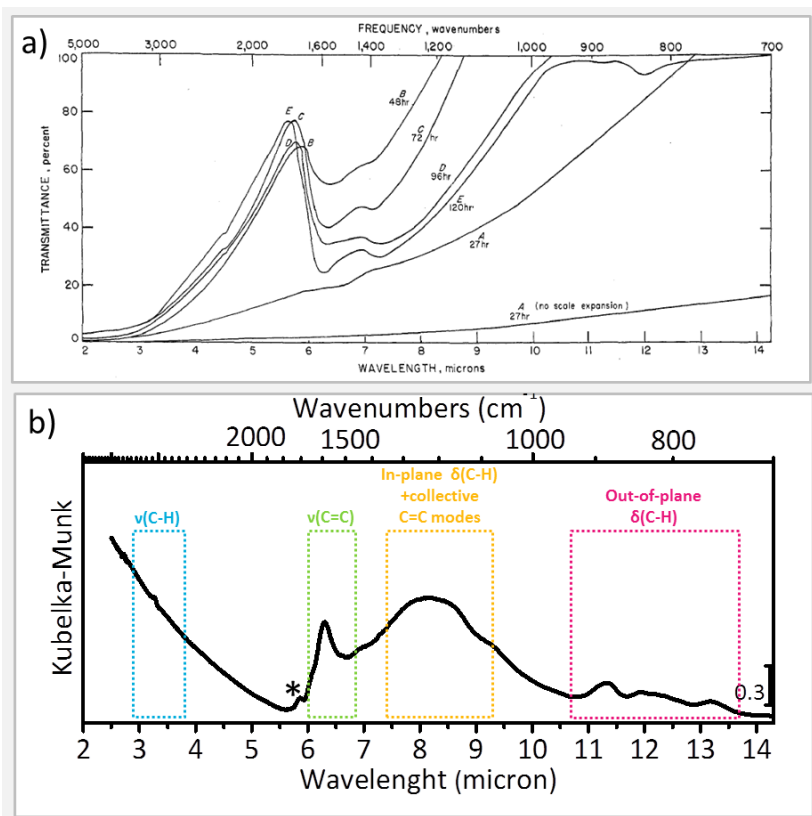 a)
FREQUENCY, wavenumbers
5,000 3,000 2,000 1,600 1,400 1,200 1,000 900 800 700
TRANSMITTANCE, percent
100
80
60
40
20
0
E
C
D
B
B
48hr
C
72 hr
D
96hr
E
120hr
A
27hr
A (no scale expansion)
27hr
2 3 4 5 6 7 8 9 10 11 12 13 14
WAVELENGTH, microns
b)
Wavenumbers (cm⁻¹)
2000 1500 1000 800
Kubelka-Munk
ν(C-H)
ν(C=C)
In-plane δ(C-H)
+collective
C=C modes
Out-of-plane
δ(C-H)
*
0.3
2 3 4 5 6 7 8 9 10 11 12 13 14
Wavelenght (micron)